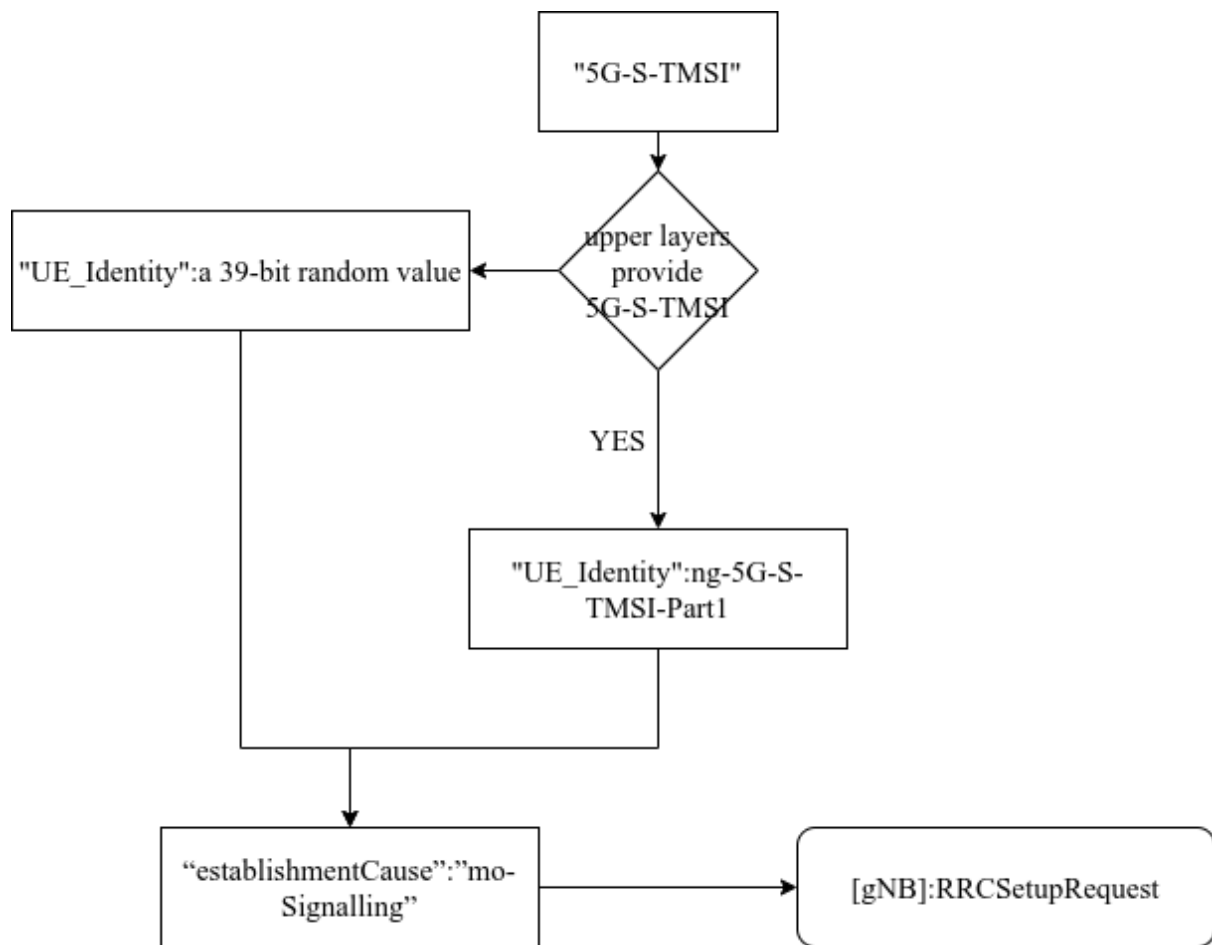 "5G-S-TMSI"
upper layers
provide
5G-S-TMSI
"UE_Identity":a 39-bit random value
YES
"UE_Identity":ng-5G-S-
TMSI-Part1
“establishmentCause”:”mo-
Signalling”
[gNB]:RRCSetupRequest